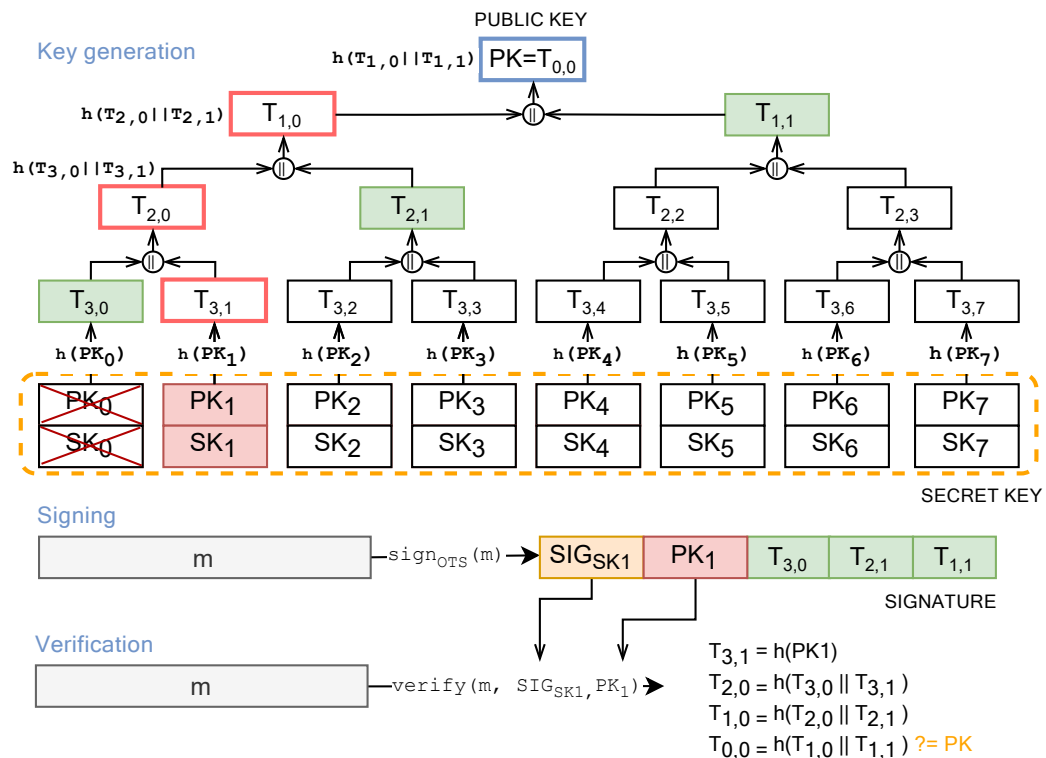 PUBLIC KEY
Key generation
h(T1,0||T1,1) PK=T0,0
h(T2,0||T2,1) T1,0 || T1,1
h(T3,0||T3,1) || ||
T2,0 T2,1 T2,2 T2,3
|| || || ||
T3,0 T3,1 T3,2 T3,3 T3,4 T3,5 T3,6 T3,7
h(PK0) h(PK1) h(PK2) h(PK3) h(PK4) h(PK5) h(PK6) h(PK7)
PK0 PK1 PK2 PK3 PK4 PK5 PK6 PK7
SK0 SK1 SK2 SK3 SK4 SK5 SK6 SK7
SECRET KEY
Signing
m signOTS(m) SIGSK1 PK1 T3,0 T2,1 T1,1
SIGNATURE
Verification
m verify(m, SIGSK1,PK1)
T3,1 = h(PK1)
T2,0 = h(T3,0 || T3,1)
T1,0 = h(T2,0 || T2,1)
T0,0 = h(T1,0 || T1,1) ?= PK